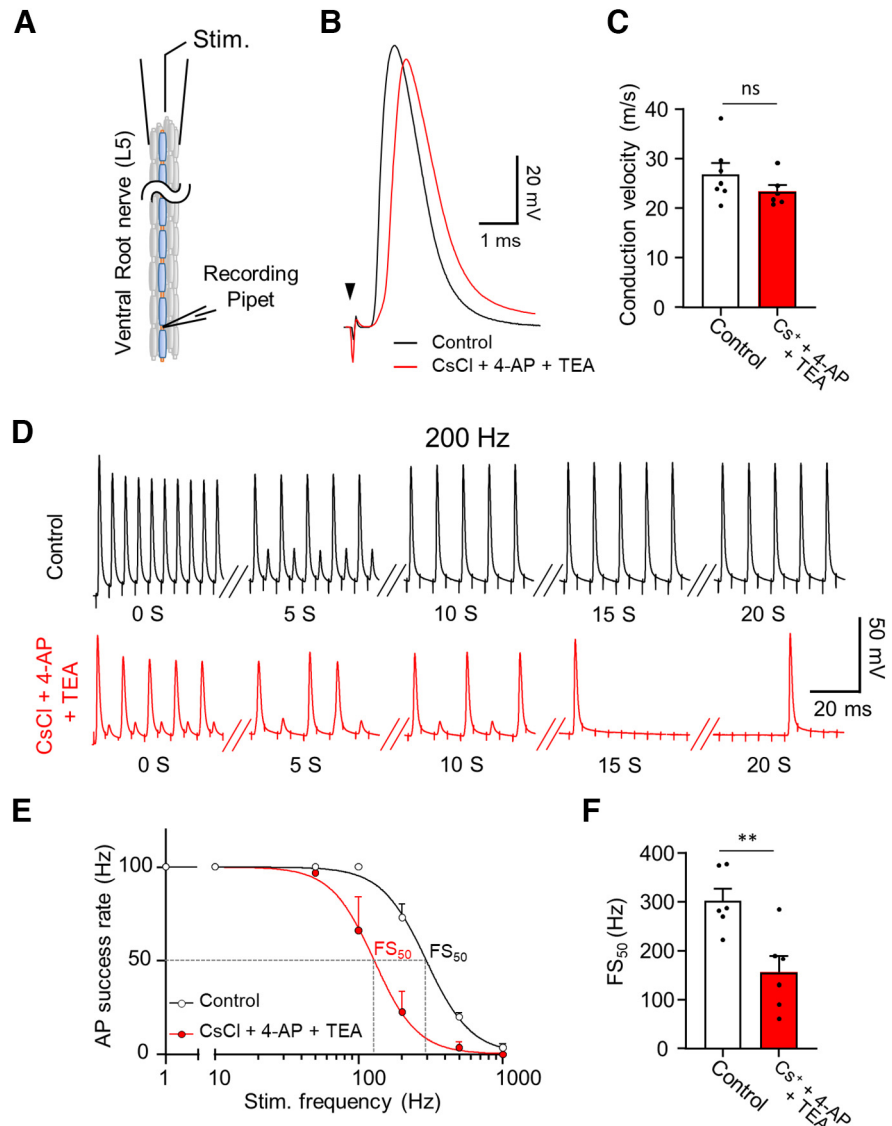 A
Stim.
Ventral Root nerve (L5)
Recording
Pipet
B
20 mV
1 ms
Control
CsCl + 4-AP + TEA
C
Conduction velocity (m/s)
ns
40
30
20
10
0
Control
Cs⁺ + 4-AP
+ TEA
D
200 Hz
Control
0 S
5 S
10 S
15 S
20 S
CsCl + 4-AP
+ TEA
50 mV
20 ms
0 S
5 S
10 S
15 S
20 S
E
AP success rate (Hz)
100
50
0
FS₅₀
FS₅₀
Control
CsCl + 4-AP + TEA
1
10
100
1000
Stim. frequency (Hz)
F
FS₅₀ (Hz)
**
400
300
200
100
0
Control
Cs⁺ + 4-AP
+ TEA